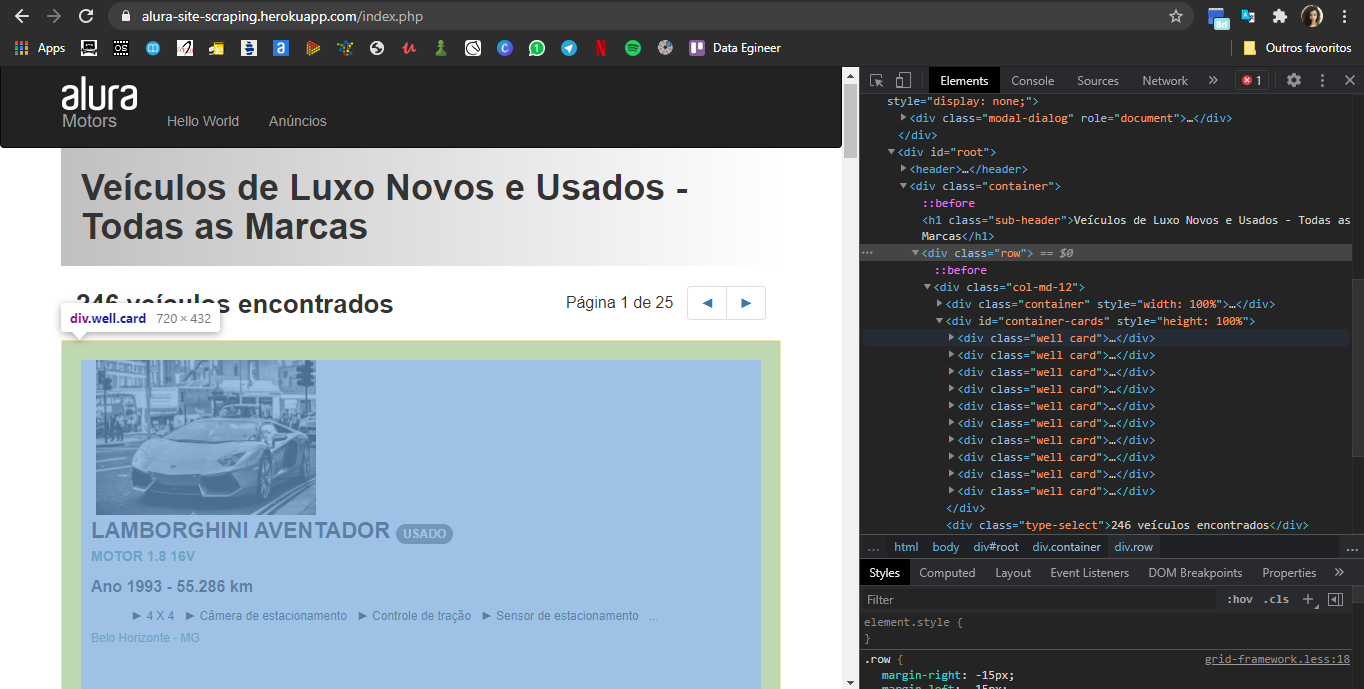 alura-site-scraping.herokuapp.com/index.php
Apps
Data Egineer
Outros favoritos
alura
Motors
Hello World
Anúncios
Veículos de Luxo Novos e Usados -
Todas as Marcas
246 veículos encontrados
Página 1 de 25
◄
►
div.well.card 720 × 432
LAMBORGHINI AVENTADOR USADO
MOTOR 1.8 16V
Ano 1993 - 55.286 km
► 4 X 4 ► Câmera de estacionamento ► Controle de tração ► Sensor de estacionamento ...
Belo Horizonte - MG
Elements Console Sources Network » 1
style="display: none;">
<div class="modal-dialog" role="document">…</div>
</div>
<div id="root">
<header>…</header>
<div class="container">
::before
<h1 class="sub-header">Veículos de Luxo Novos e Usados - Todas as
Marcas</h1>
<div class="row"> == $0
::before
<div class="col-md-12">
<div class="container" style="width: 100%">…</div>
<div id="container-cards" style="height: 100%">
<div class="well card">…</div>
<div class="well card">…</div>
<div class="well card">…</div>
<div class="well card">…</div>
<div class="well card">…</div>
<div class="well card">…</div>
<div class="well card">…</div>
<div class="well card">…</div>
<div class="well card">…</div>
<div class="well card">…</div>
</div>
<div class="type-select">246 veículos encontrados</div>
... html body div#root div.container div.row ...
Styles Computed Layout Event Listeners DOM Breakpoints Properties »
Filter :hov .cls +
element.style {
}
.row { grid-framework.less:18
margin-right: -15px;
margin-left: -15px;